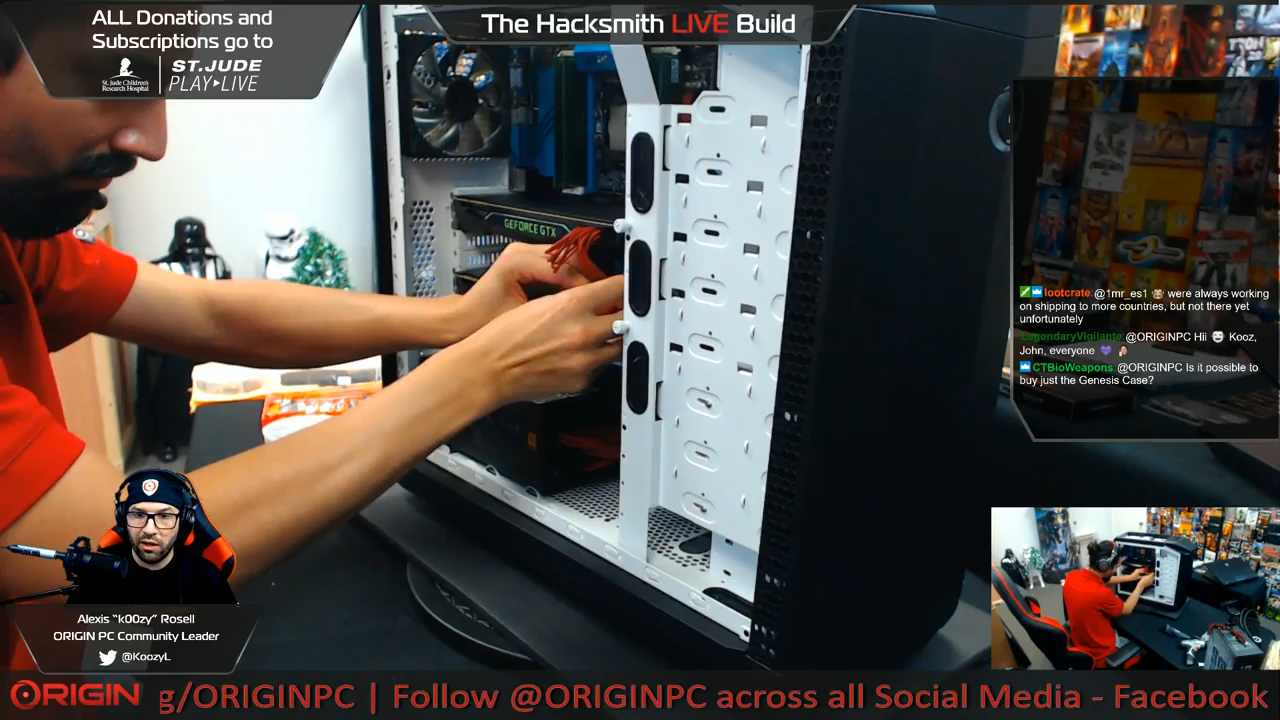 ALL Donations and
Subscriptions go to
St. Jude Children's
Research Hospital
ST. JUDE
PLAY LIVE
The Hacksmith LIVE Build
GEFORCE GTX
lootcrate: @1mr_es1 were always working
on shipping to more countries, but not there yet
unfortunately
LegendaryVigilante: @ORIGINPC Hii Kooz,
John, everyone
CTBioWeapons: @ORIGINPC Is it possible to
buy just the Genesis Case?
Alexis "k00zy" Rosell
ORIGIN PC Community Leader
@KoozyL
ORIGIN
g/ORIGINPC | Follow @ORIGINPC across all Social Media - Facebook